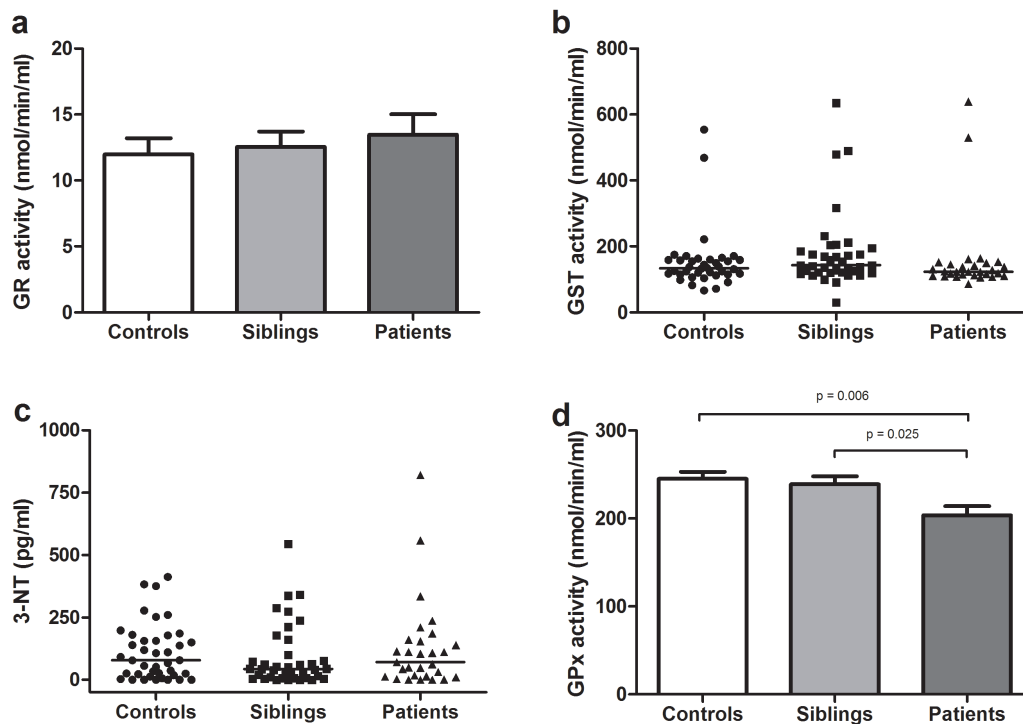 a
GR activity (nmol/min/ml)
20
15
10
5
0
Controls Siblings Patients
b
GST activity (nmol/min/ml)
800
600
400
200
0
Controls Siblings Patients
c
3-NT (pg/ml)
1000
750
500
250
0
Controls Siblings Patients
d
GPx activity (nmol/min/ml)
p = 0.006
p = 0.025
300
200
100
0
Controls Siblings Patients